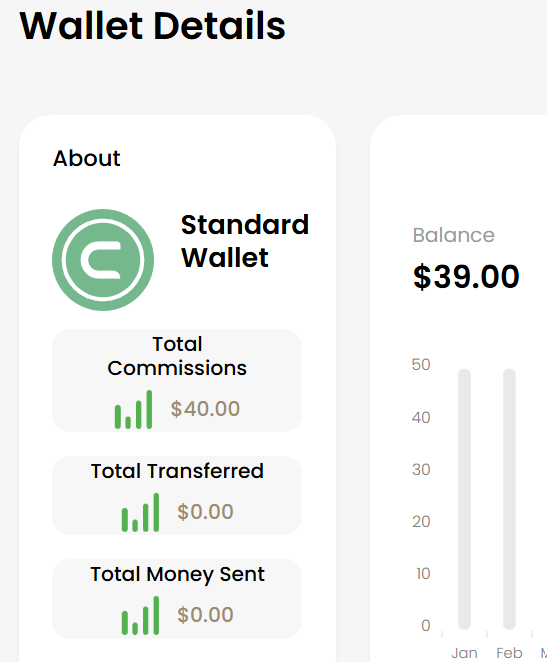 Wallet Details
About
Standard
Wallet
Total
Commissions
$40.00
Total Transferred
$0.00
Total Money Sent
$0.00
Balance
$39.00
50
40
30
20
10
0
Jan Feb